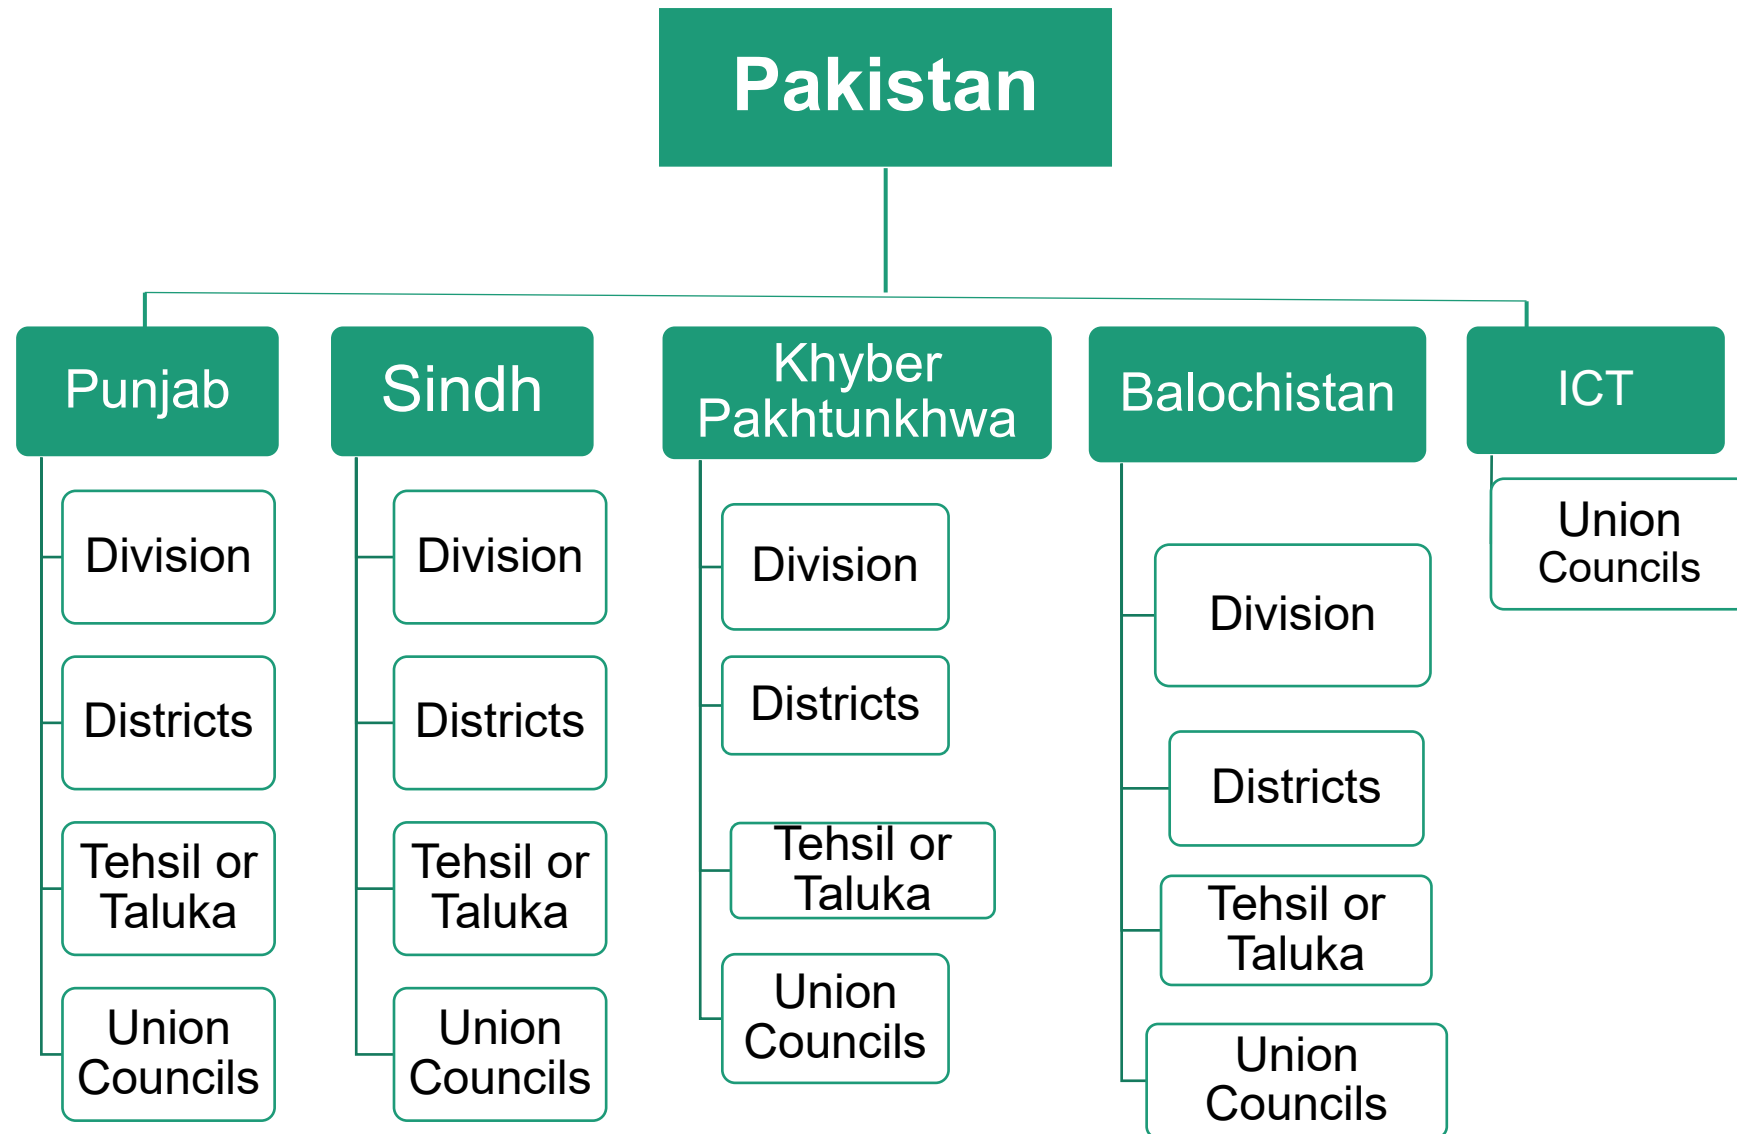 Pakistan
Punjab
Division
Districts
Tehsil or
Taluka
Union
Councils
Sindh
Division
Districts
Tehsil or
Taluka
Union
Councils
Khyber
Pakhtunkhwa
Division
Districts
Tehsil or
Taluka
Union
Councils
Balochistan
Division
Districts
Tehsil or
Taluka
Union
Councils
ICT
Union
Councils